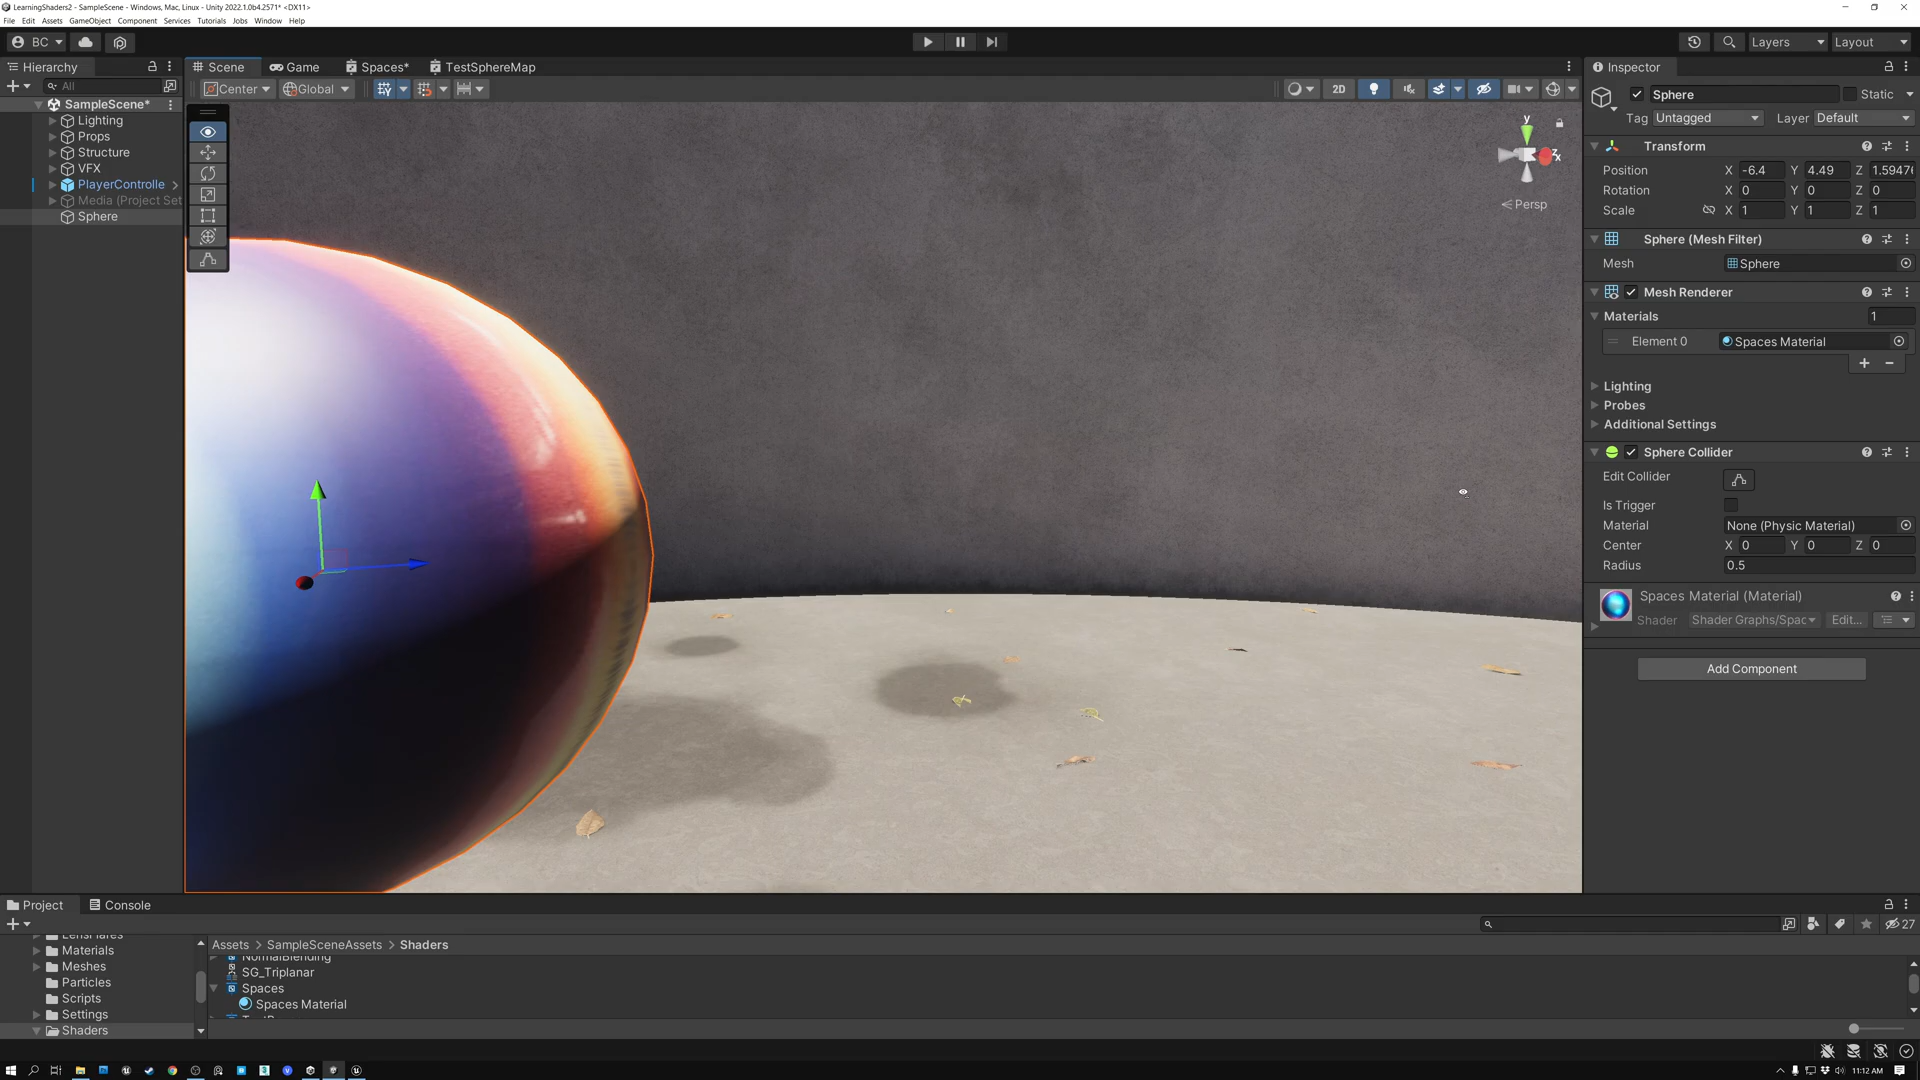 LearningShaders2 - SampleScene - Windows, Mac, Linux - Unity 2022.1.0b4.2571* <DX11>
File Edit Assets GameObject Component Services Tutorials Jobs Window Help
BC Layers Layout
Hierarchy Scene Game Spaces* TestSphereMap Inspector
All Center Global 2D
SampleScene*
Lighting
Props
Structure
VFX
PlayerControlle
Media (Project Set
Sphere
y
x
Persp
Sphere Static
Tag Untagged Layer Default
Transform
Position X -6.4 Y 4.49 Z 1.5947
Rotation X 0 Y 0 Z 0
Scale X 1 Y 1 Z 1
Sphere (Mesh Filter)
Mesh Sphere
Mesh Renderer
Materials 1
Element 0 Spaces Material
Lighting
Probes
Additional Settings
Sphere Collider
Edit Collider
Is Trigger
Material None (Physic Material)
Center X 0 Y 0 Z 0
Radius 0.5
Spaces Material (Material)
Shader Shader Graphs/Spac Edit...
Add Component
Project Console
27
LensFlares
Materials
Meshes
Particles
Scripts
Settings
Shaders
Assets > SampleSceneAssets > Shaders
NormalBlending
SG_Triplanar
Spaces
Spaces Material
11:12 AM